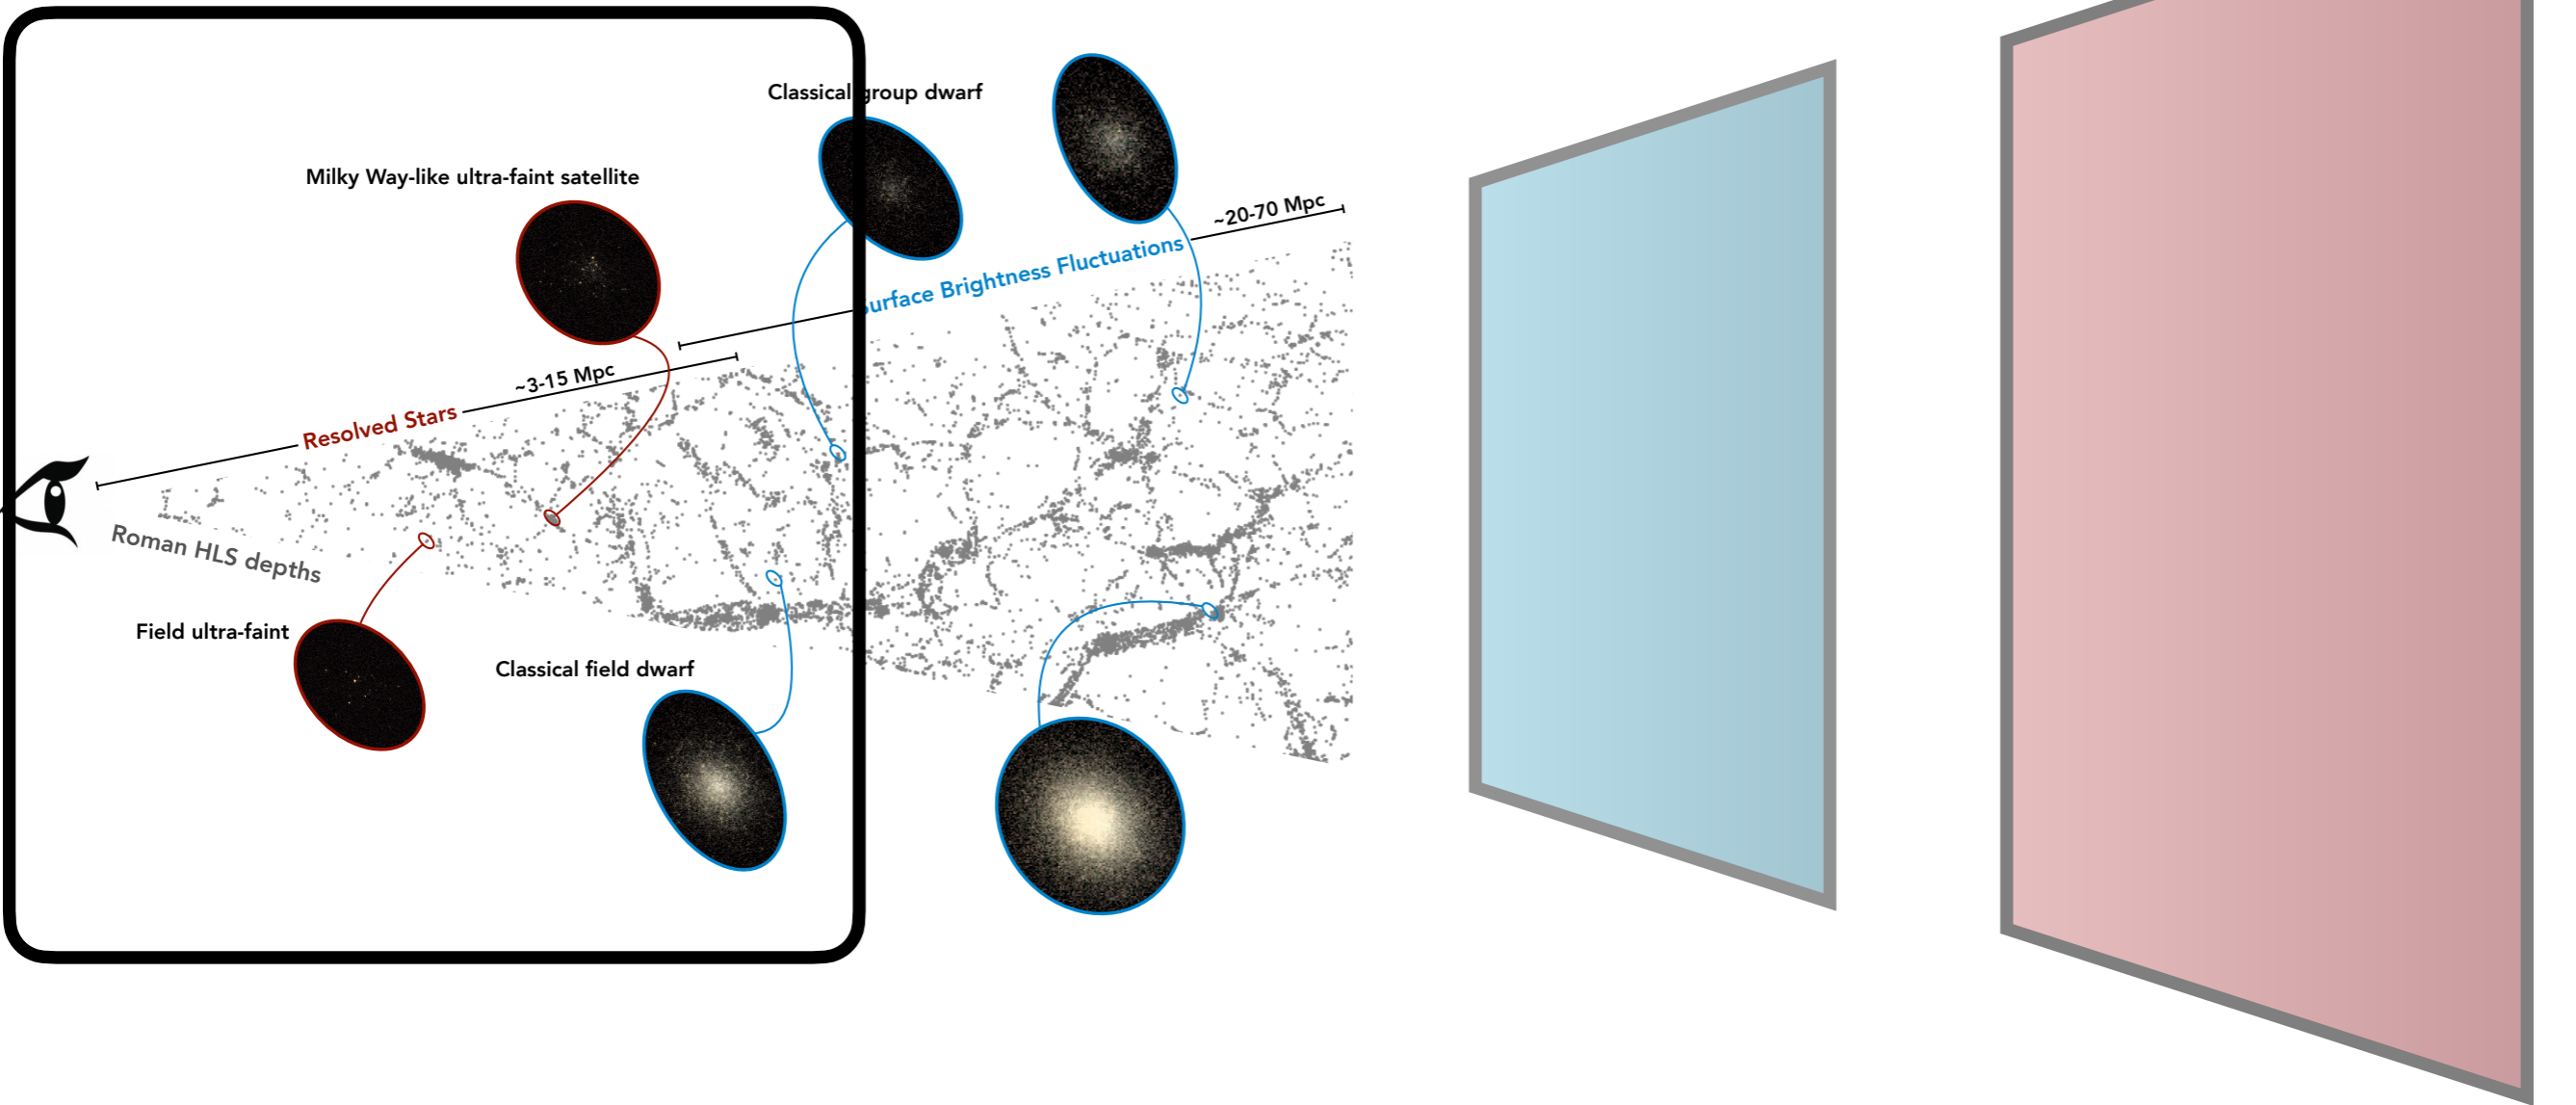 Classical group dwarf
Milky Way-like ultra-faint satellite
~20-70 Mpc
Surface Brightness Fluctuations
~3-15 Mpc
Resolved Stars
Roman HLS depths
Field ultra-faint
Classical field dwarf